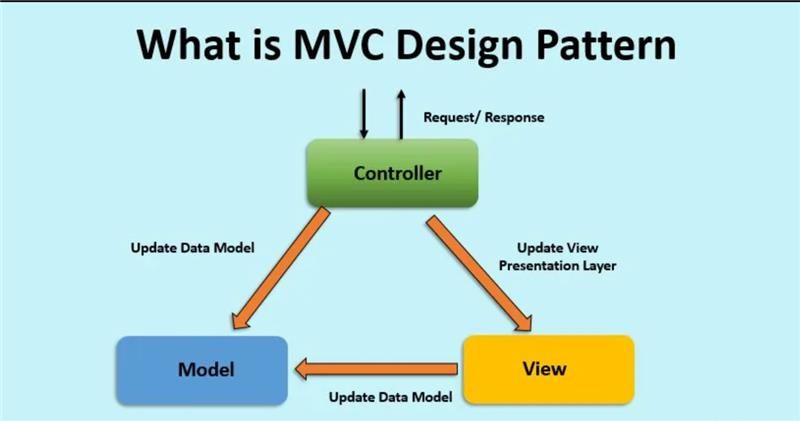 What is MVC Design Pattern
Request/ Response
Controller
Update Data Model
Update View
Presentation Layer
Model
View
Update Data Model